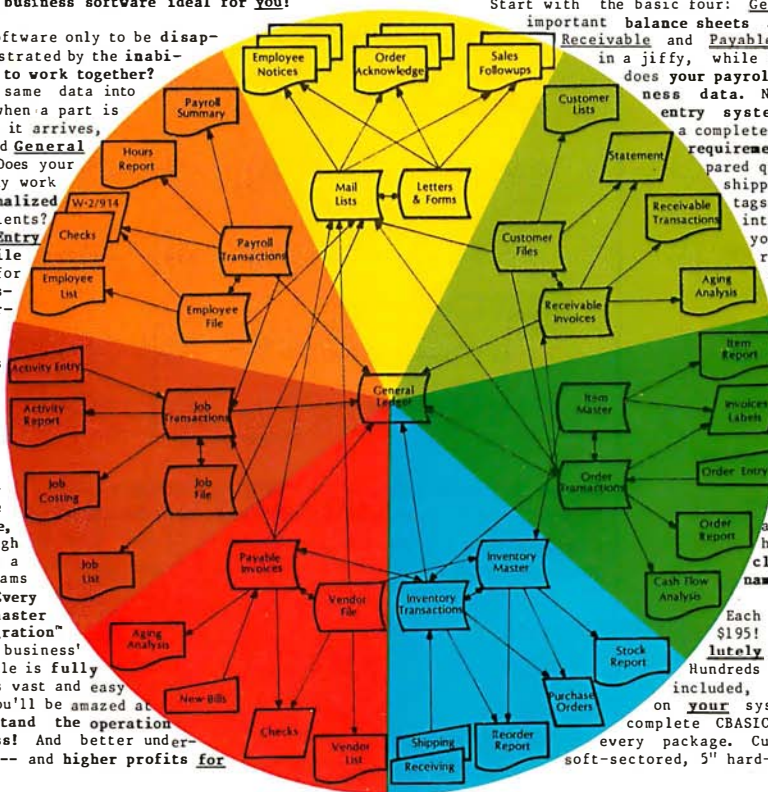 business software ideal for you!
oftware only to be disap-
strated by the inabi-
to work together?
same data into
when a part is
it arrives,
d General
Does your
y work
nalized
ents?
Entry
ile
for
s-
--
s
e,
gh
a
ams
Every
aster
gration™
business'
le is fully
s vast and easy
ou'll be amazed at
tand the operation
ss! And better under-
-- and higher profits for
Start with the basic four: Ge
important balance sheets
Receivable and Payable
in a jiffy, while
does your payrol
ness data. N
entry syste
a complete
requireme
pared q
shipp
tags
int
yo
r
a
h
cl
nam
Each
$195!
lutely
Hundreds
included,
on your sys
complete CBASIC
every package. Cu
soft-sectored, 5" hard-
Employee
Notices
Order
Acknowledge
Sales
Followups
Mail
Lists
Letters
& Forms
Customer
Lists
Statement
Receivable
Transactions
Aging
Analysis
Customer
Files
Receivable
Invoices
Item
Report
Invoices
Labels
Order Entry
Order
Report
Cash Flow
Analysis
Item
Master
Order
Transactions
Inventory
Master
Inventory
Transactions
Stock
Report
Purchase
Orders
Reorder
Report
Shipping
Receiving
Payable
Invoices
Vendor
File
Aging
Analysis
New Bills
Checks
Vendor
List
Job
Transactions
Job
File
Activity Entry
Activity
Report
Job
Costing
Job
List
Payroll
Summary
Hours
Report
W-2/914
Checks
Employee
List
Payroll
Transactions
Employee
File
General
Ledger